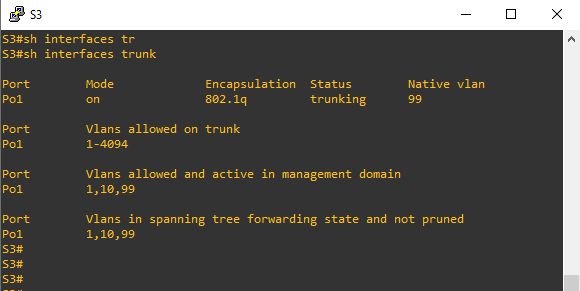 S3
S3#sh interfaces tr
S3#sh interfaces trunk
Port Mode Encapsulation Status Native vlan
Po1 on 802.1q trunking 99
Port Vlans allowed on trunk
Po1 1-4094
Port Vlans allowed and active in management domain
Po1 1,10,99
Port Vlans in spanning tree forwarding state and not pruned
Po1 1,10,99
S3#
S3#
S3#